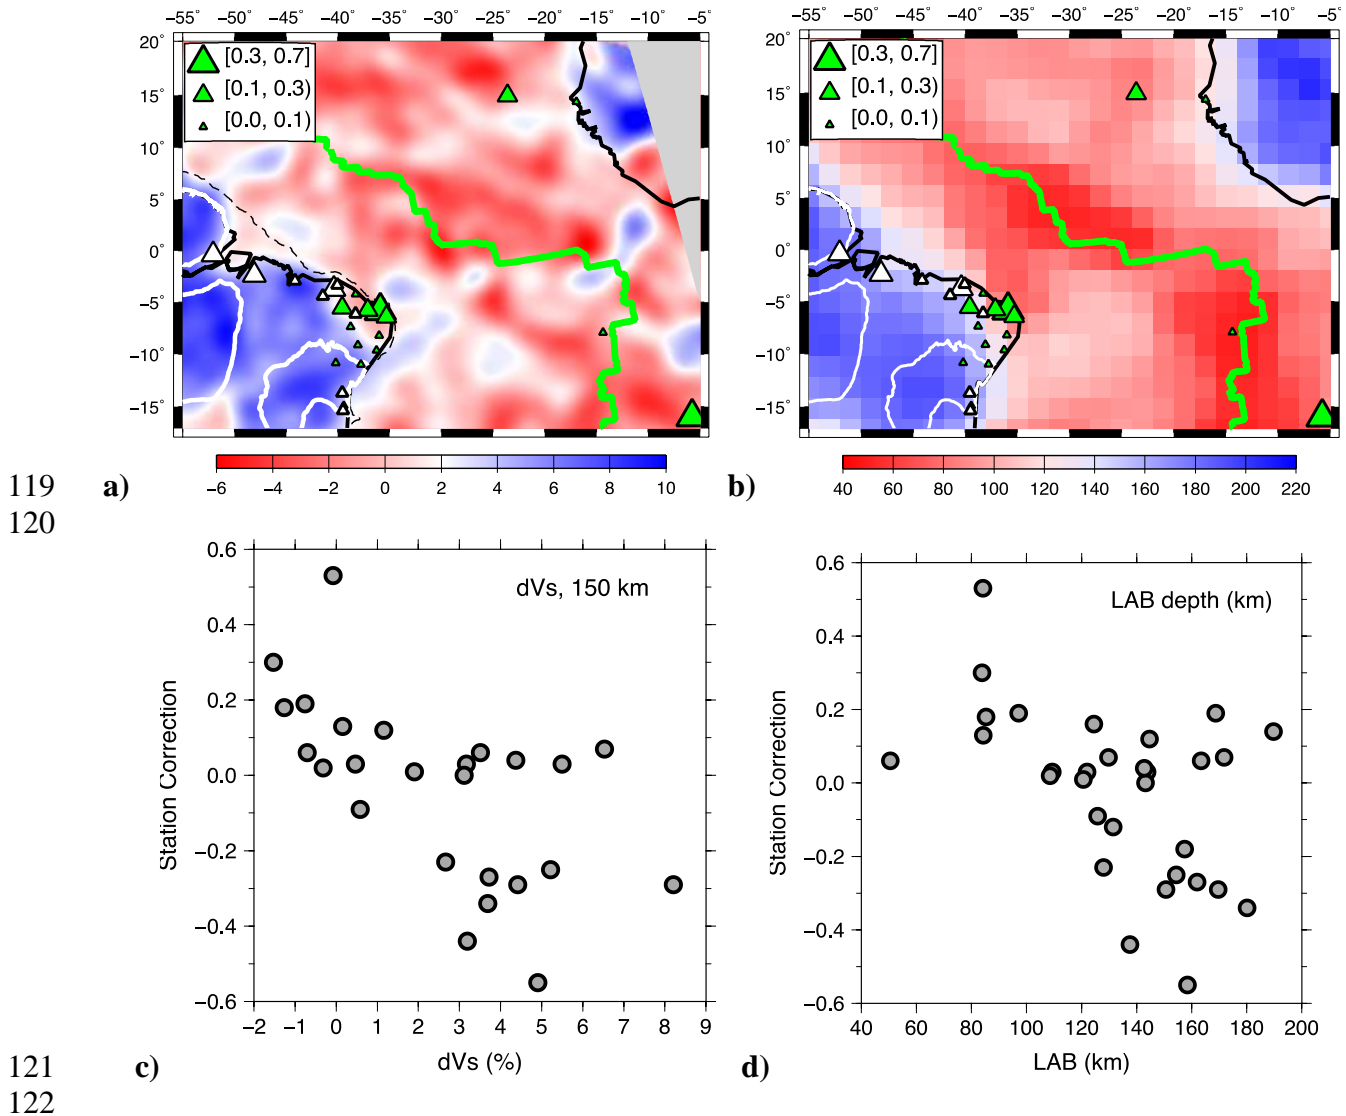 −55° −50° −45° −40° −35° −30° −25° −20° −15° −10° −5°
20°
15°
10°
5°
0°
−5°
−10°
−15°
[0.3, 0.7]
[0.1, 0.3)
[0.0, 0.1)
−55° −50° −45° −40° −35° −30° −25° −20° −15° −10° −5°
20°
15°
10°
5°
0°
−5°
−10°
−15°
[0.3, 0.7]
[0.1, 0.3)
[0.0, 0.1)
119 a) −6 −4 −2 0 2 4 6 8 10
b) 40 60 80 100 120 140 160 180 200 220
120
0.6
0.4
0.2
0.0
−0.2
−0.4
−0.6
Station Correction
dVs, 150 km
−2 −1 0 1 2 3 4 5 6 7 8 9
dVs (%)
0.6
0.4
0.2
0.0
−0.2
−0.4
−0.6
Station Correction
LAB depth (km)
40 60 80 100 120 140 160 180 200
LAB (km)
121 c) d)
122